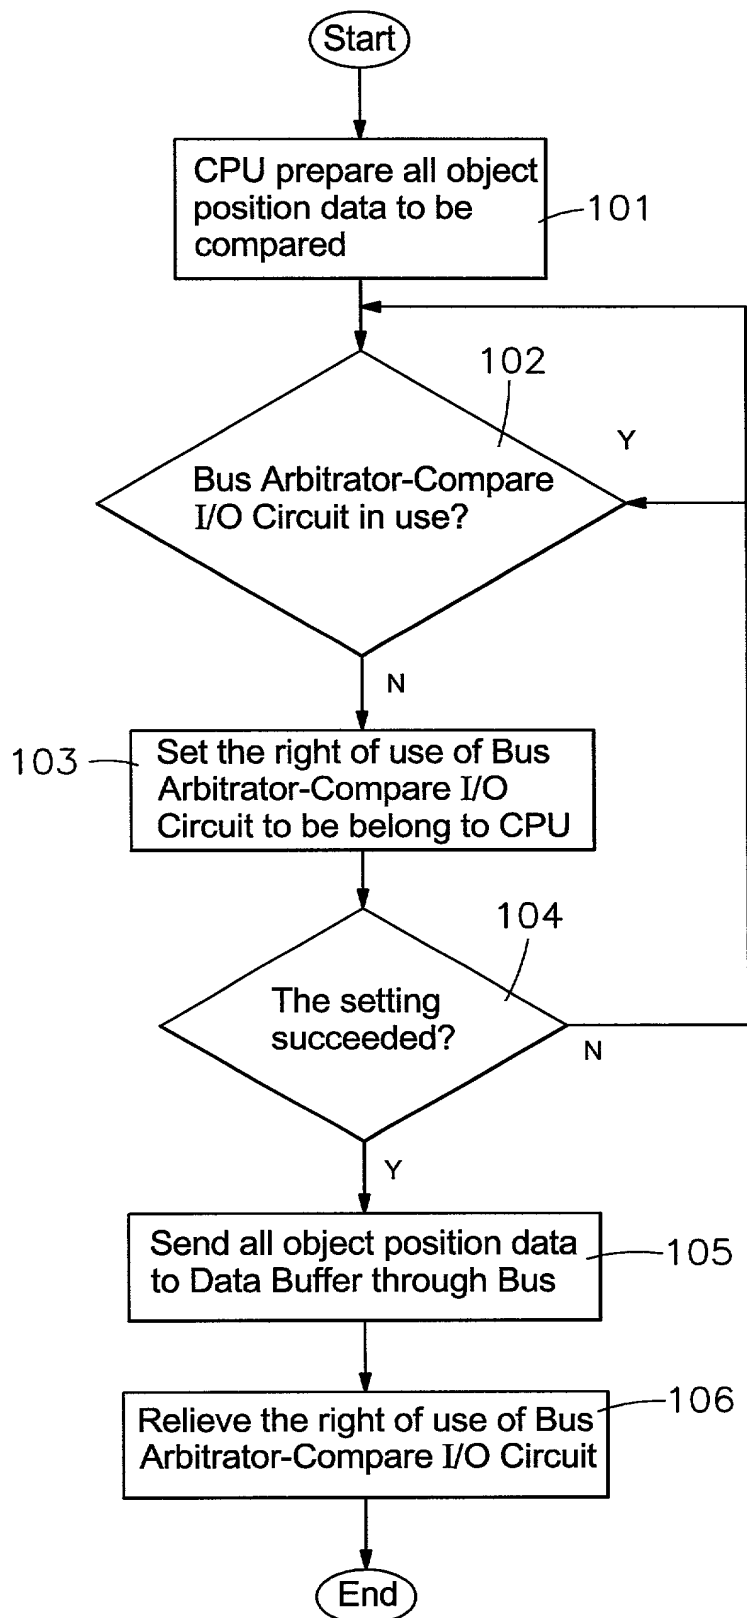 Start
CPU prepare all object
position data to be
compared
101
102
Y
Bus Arbitrator-Compare
I/O Circuit in use?
N
103
Set the right of use of Bus
Arbitrator-Compare I/O
Circuit to be belong to CPU
104
The setting
succeeded?
N
Y
Send all object position data
to Data Buffer through Bus
105
106
Relieve the right of use of Bus
Arbitrator-Compare I/O Circuit
End